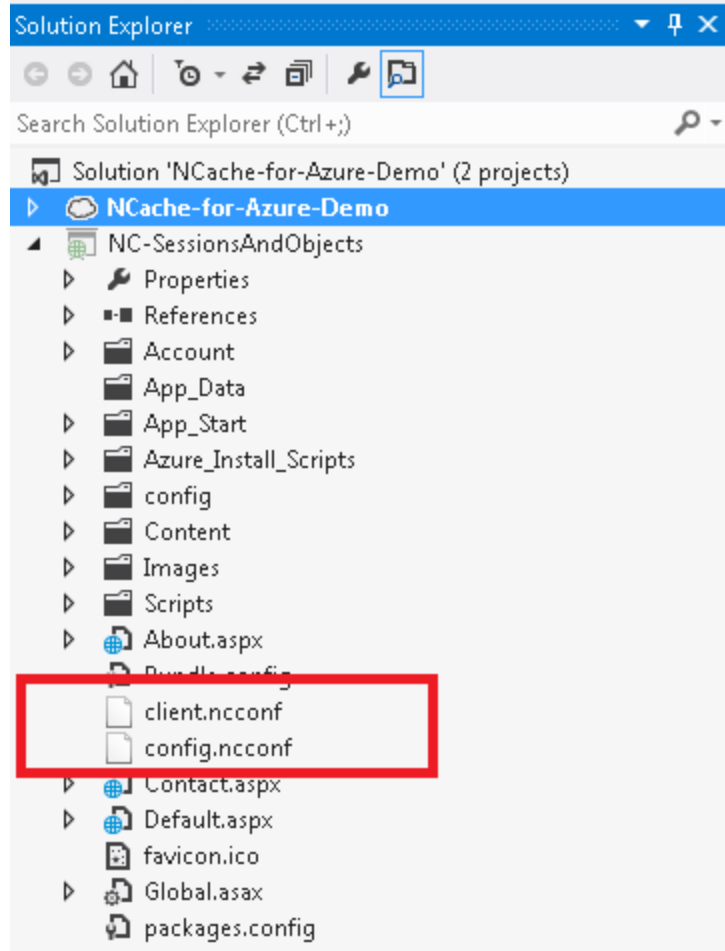 Solution Explorer
Search Solution Explorer (Ctrl+;)
Solution 'NCache-for-Azure-Demo' (2 projects)
NCache-for-Azure-Demo
NC-SessionsAndObjects
Properties
References
Account
App_Data
App_Start
Azure_Install_Scripts
config
Content
Images
Scripts
About.aspx
Bundle.config
client.ncconf
config.ncconf
Contact.aspx
Default.aspx
favicon.ico
Global.asax
packages.config